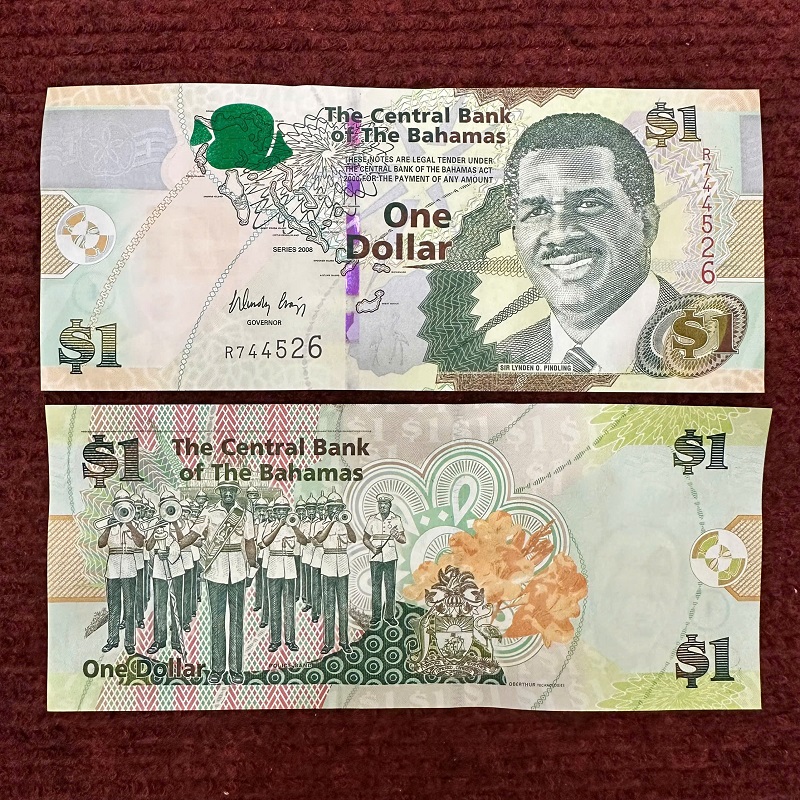 The Central Bank
of The Bahamas
THESE NOTES ARE LEGAL TENDER UNDER
THE CENTRAL BANK OF THE BAHAMAS ACT
2000 FOR THE PAYMENT OF ANY AMOUNT
$1
R744526
One
Dollar
SERIES 2008
GOVERNOR
R744526
$1
SIR LYNDEN O. PINDLING
$1
$1
The Central Bank
of The Bahamas
$1
One Dollar
OBERTHUR TECHNOLOGIES
$1